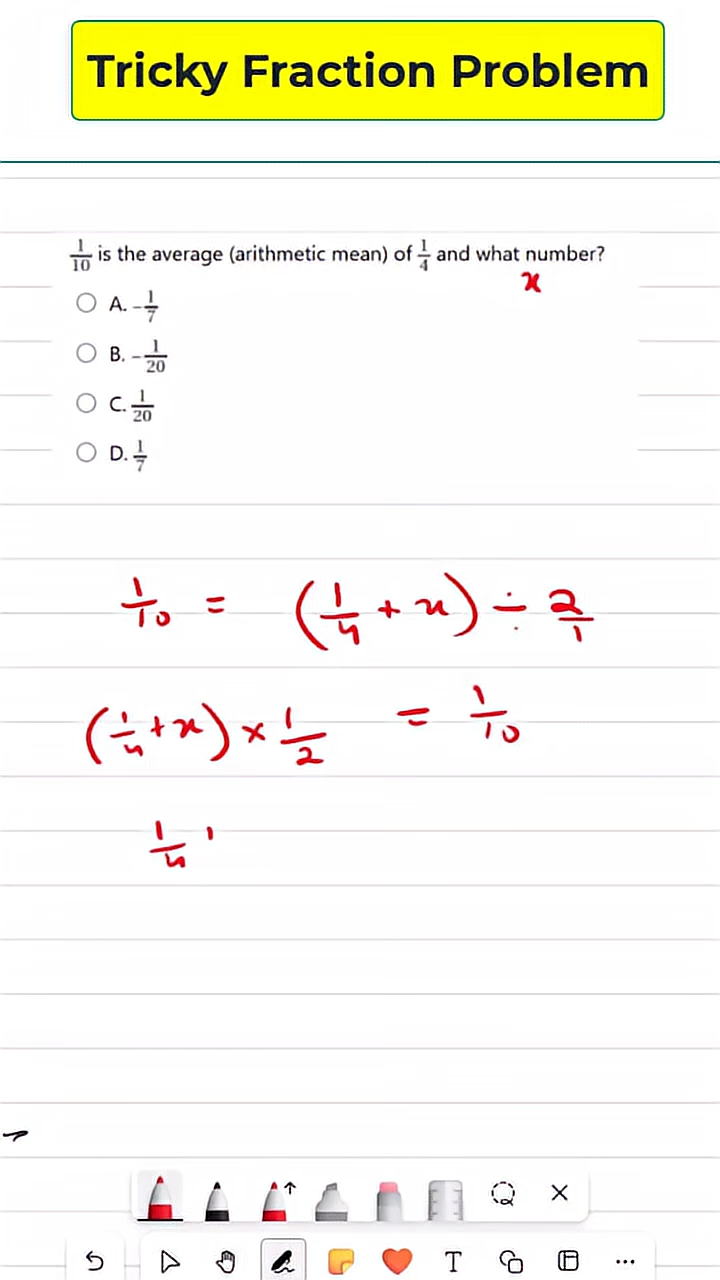 Tricky Fraction Problem
1/10 is the average (arithmetic mean) of 1/4 and what number?
x
A. -1/7
B. -1/20
C. 1/20
D. 1/7
1/10 = (1/4 + x) ÷ 2/1
(1/4 + x) × 1/2 = 1/10
1/4 '
T